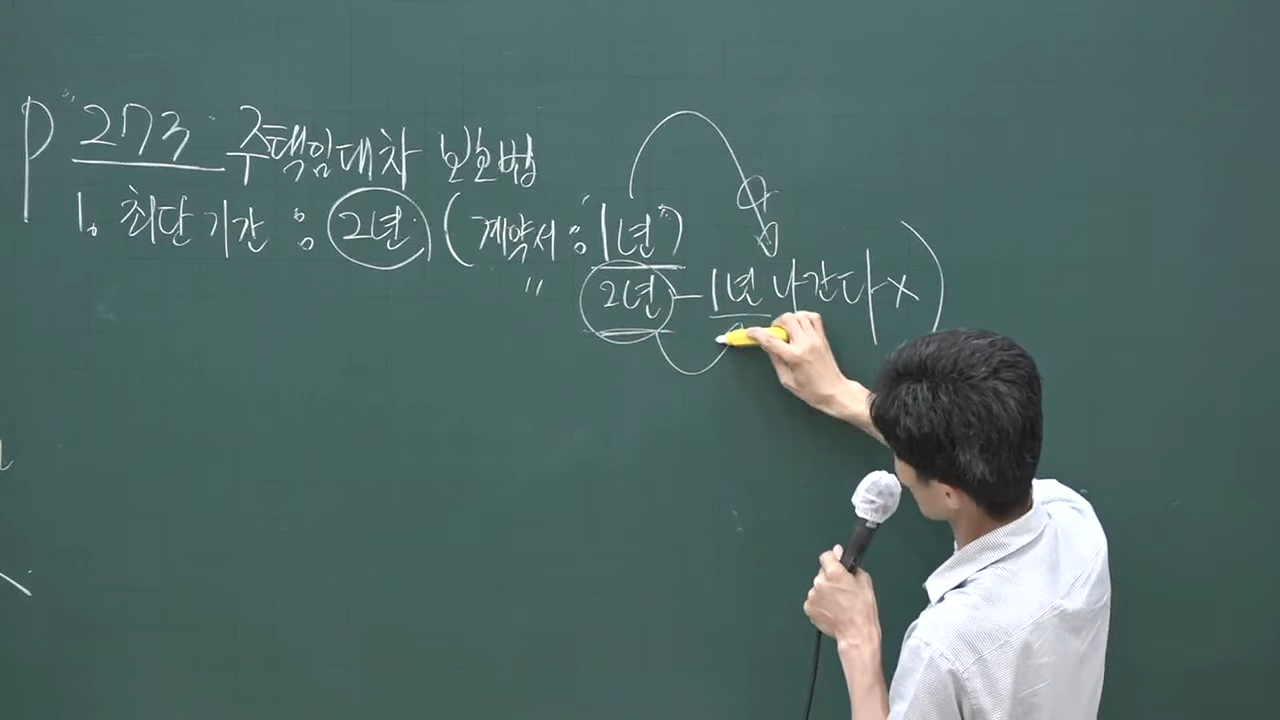 P 273 주택임대차 보호법
1. 최단기간 : 2년 (계약서 : 1년)
" 2년 - 1년 나간다 X )